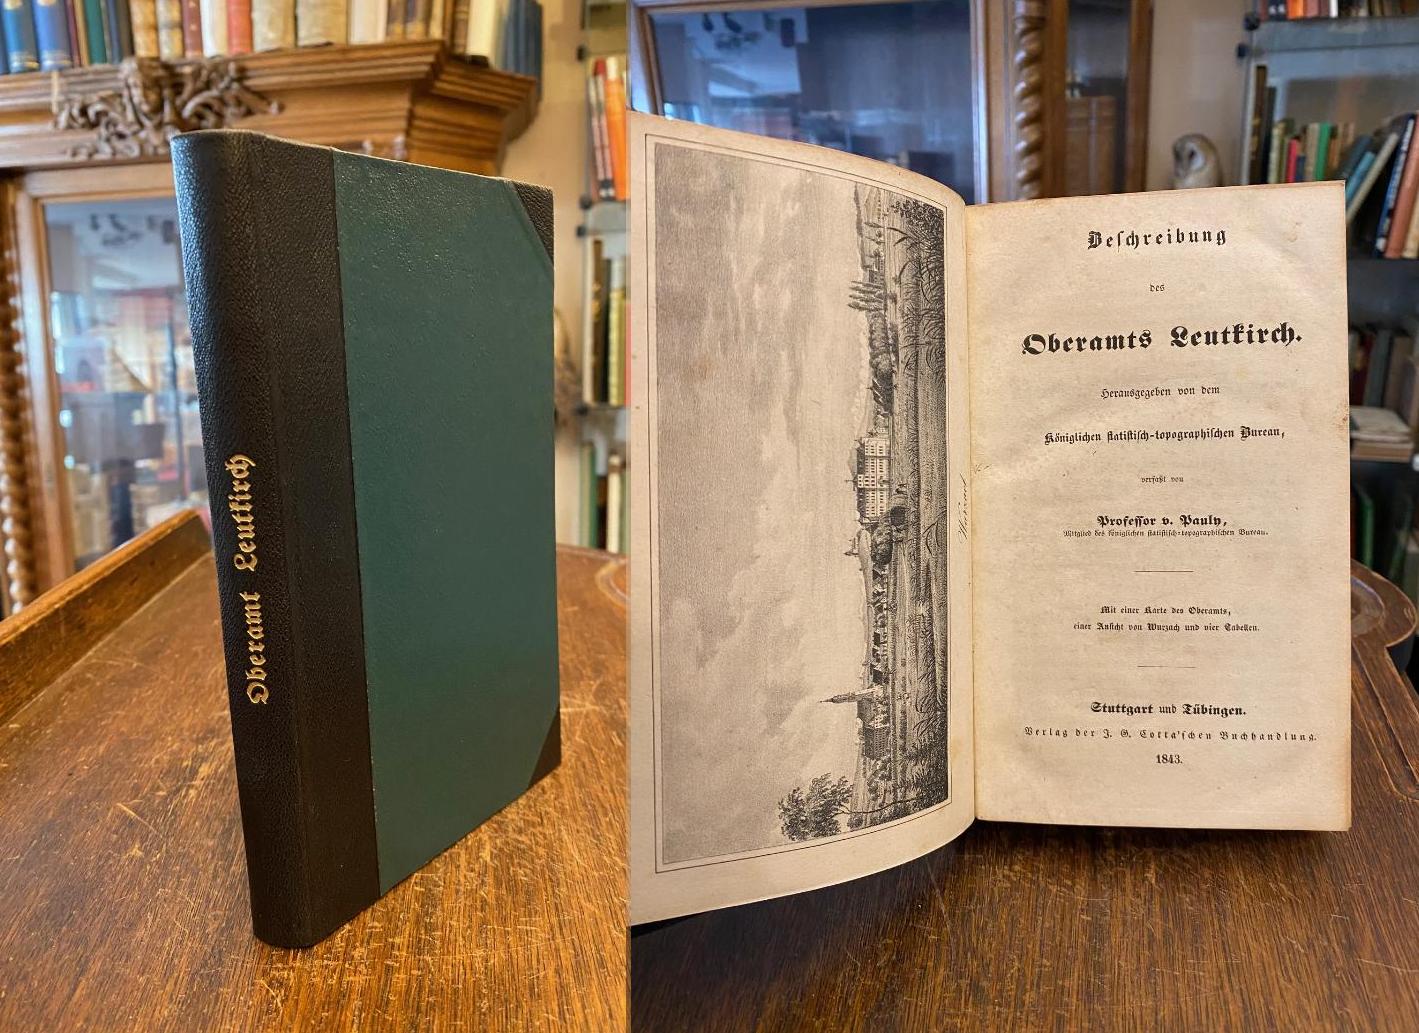 Oberamt Leutkirch
Wurzach
Beschreibung
des
Oberamts Leutkirch.
Herausgegeben von dem
Königlichen statistisch-topographischen Bureau,
verfaßt von
Professor v. Pauly,
Mitglied des königlichen statistisch-topographischen Bureau.
Mit einer Karte des Oberamts,
einer Ansicht von Wurzach und vier Tabellen.
Stuttgart und Tübingen.
Verlag der J. G. Cotta'schen Buchhandlung.
1843.